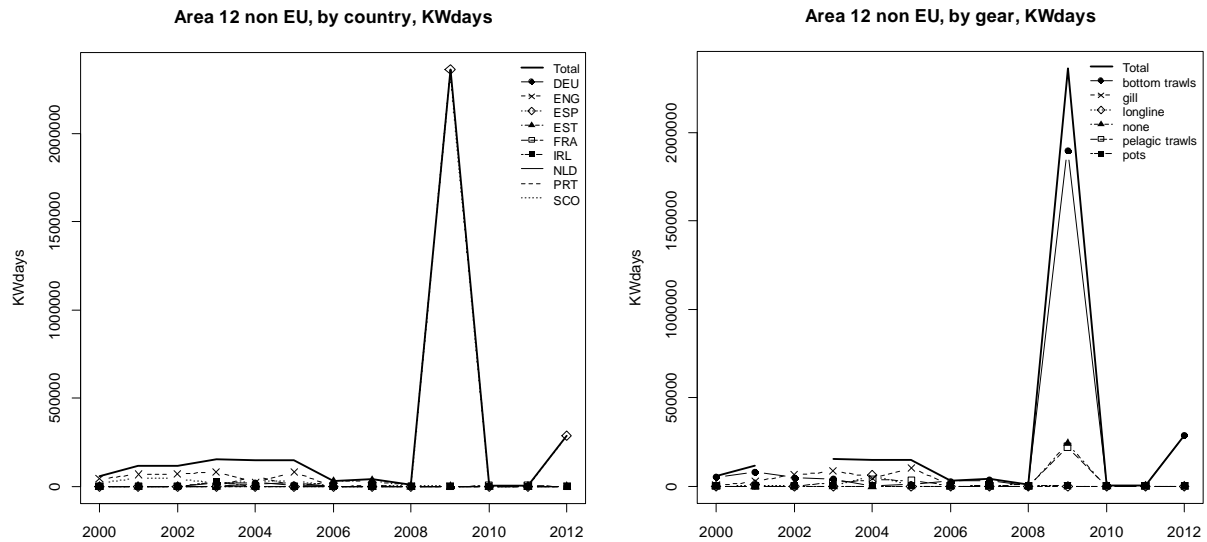 Area 12 non EU, by country, KWdays
KWdays
2000000
1500000
1000000
500000
0
2000 2002 2004 2006 2008 2010 2012
Total
DEU
ENG
ESP
EST
FRA
IRL
NLD
PRT
SCO
Area 12 non EU, by gear, KWdays
KWdays
2000000
1500000
1000000
500000
0
2000 2002 2004 2006 2008 2010 2012
Total
bottom trawls
gill
longline
none
pelagic trawls
pots